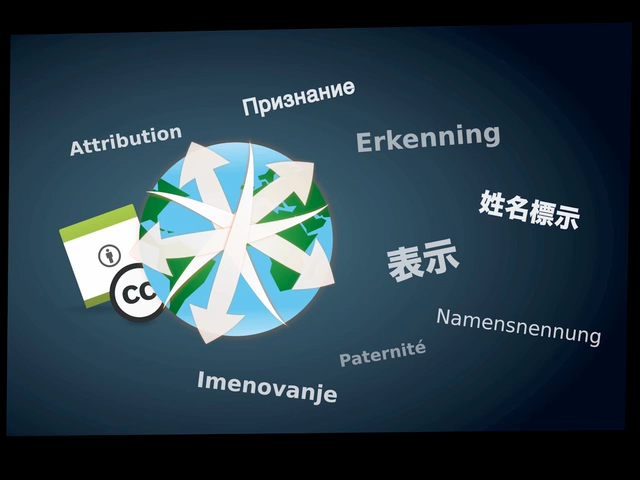 Признание
Attribution
Erkenning
姓名標示
表示
cc
Namensnennung
Paternité
Imenovanje